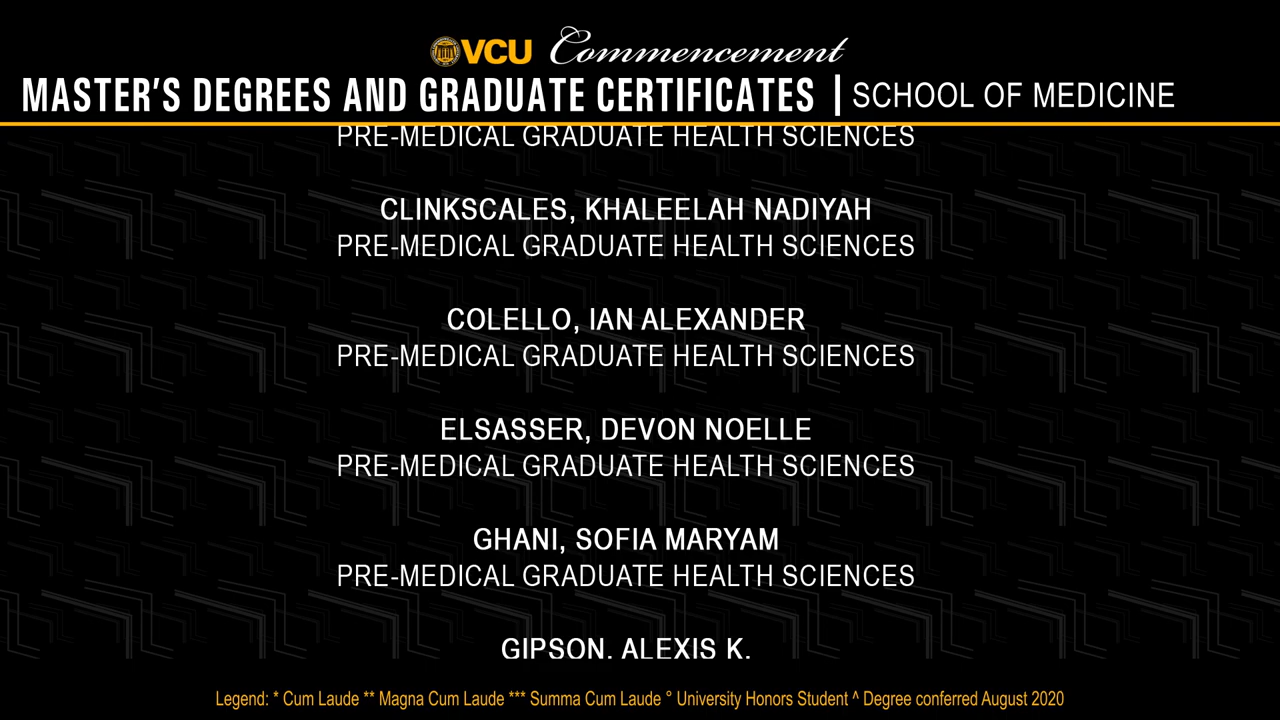 VCU Commencement
MASTER'S DEGREES AND GRADUATE CERTIFICATES | SCHOOL OF MEDICINE
PRE-MEDICAL GRADUATE HEALTH SCIENCES
CLINKSCALES, KHALEELAH NADIYAH
PRE-MEDICAL GRADUATE HEALTH SCIENCES
COLELLO, IAN ALEXANDER
PRE-MEDICAL GRADUATE HEALTH SCIENCES
ELSASSER, DEVON NOELLE
PRE-MEDICAL GRADUATE HEALTH SCIENCES
GHANI, SOFIA MARYAM
PRE-MEDICAL GRADUATE HEALTH SCIENCES
GIPSON, ALEXIS K.
Legend: * Cum Laude ** Magna Cum Laude *** Summa Cum Laude ° University Honors Student ^ Degree conferred August 2020